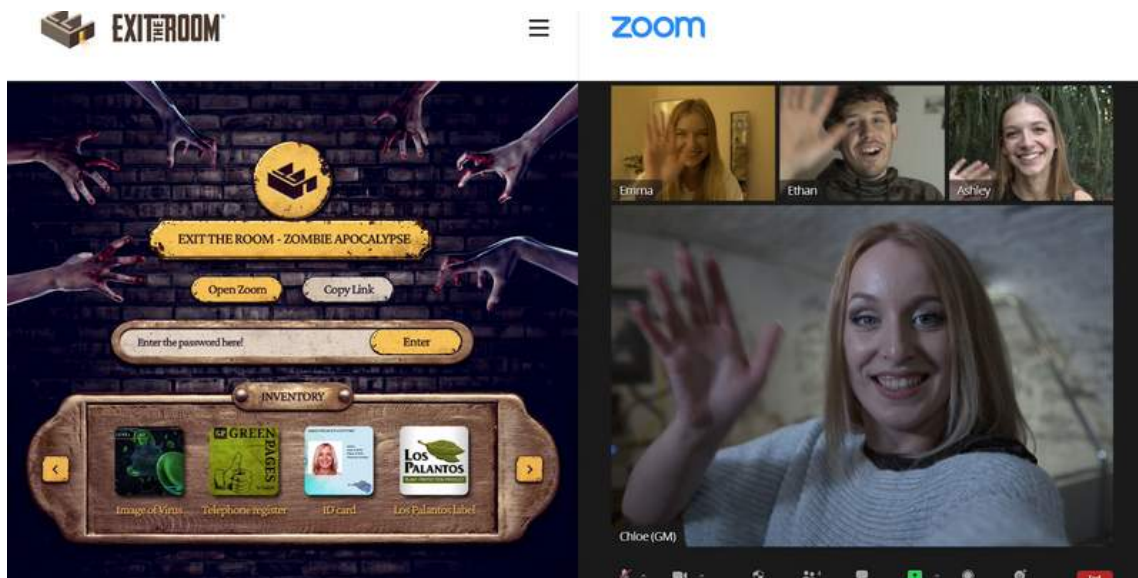 EXIT THE ROOM
zoom
EXIT THE ROOM - ZOMBIE APOCALYPSE
Open Zoom
Copy Link
Enter the password here!
Enter
INVENTORY
GREEN
PAGES
LOS
PALANTOS
Image of Virus
Telephone register
ID card
Los Palantos label
Emma
Ethan
Ashley
Chloe (GM)